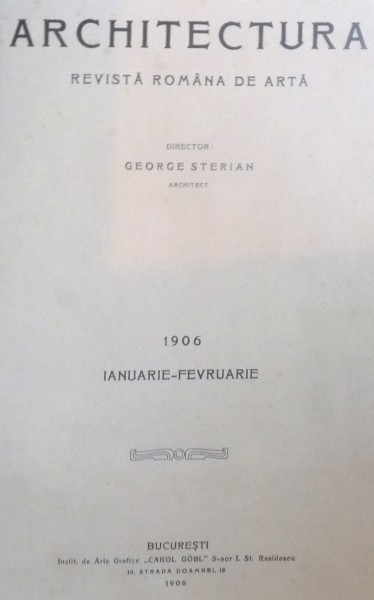 ARCHITECTURA
REVISTĂ ROMÂNA DE ARTĂ
DIRECTOR:
GEORGE STERIAN
ARCHITECT
1906
IANUARIE-FEVRUARIE
BUCUREȘTI
Instit. de Arte Grafice „CAROL GÖBL" S-sor I. St. Rasidescu
16, STRADA DOAMNEI, 16
1906